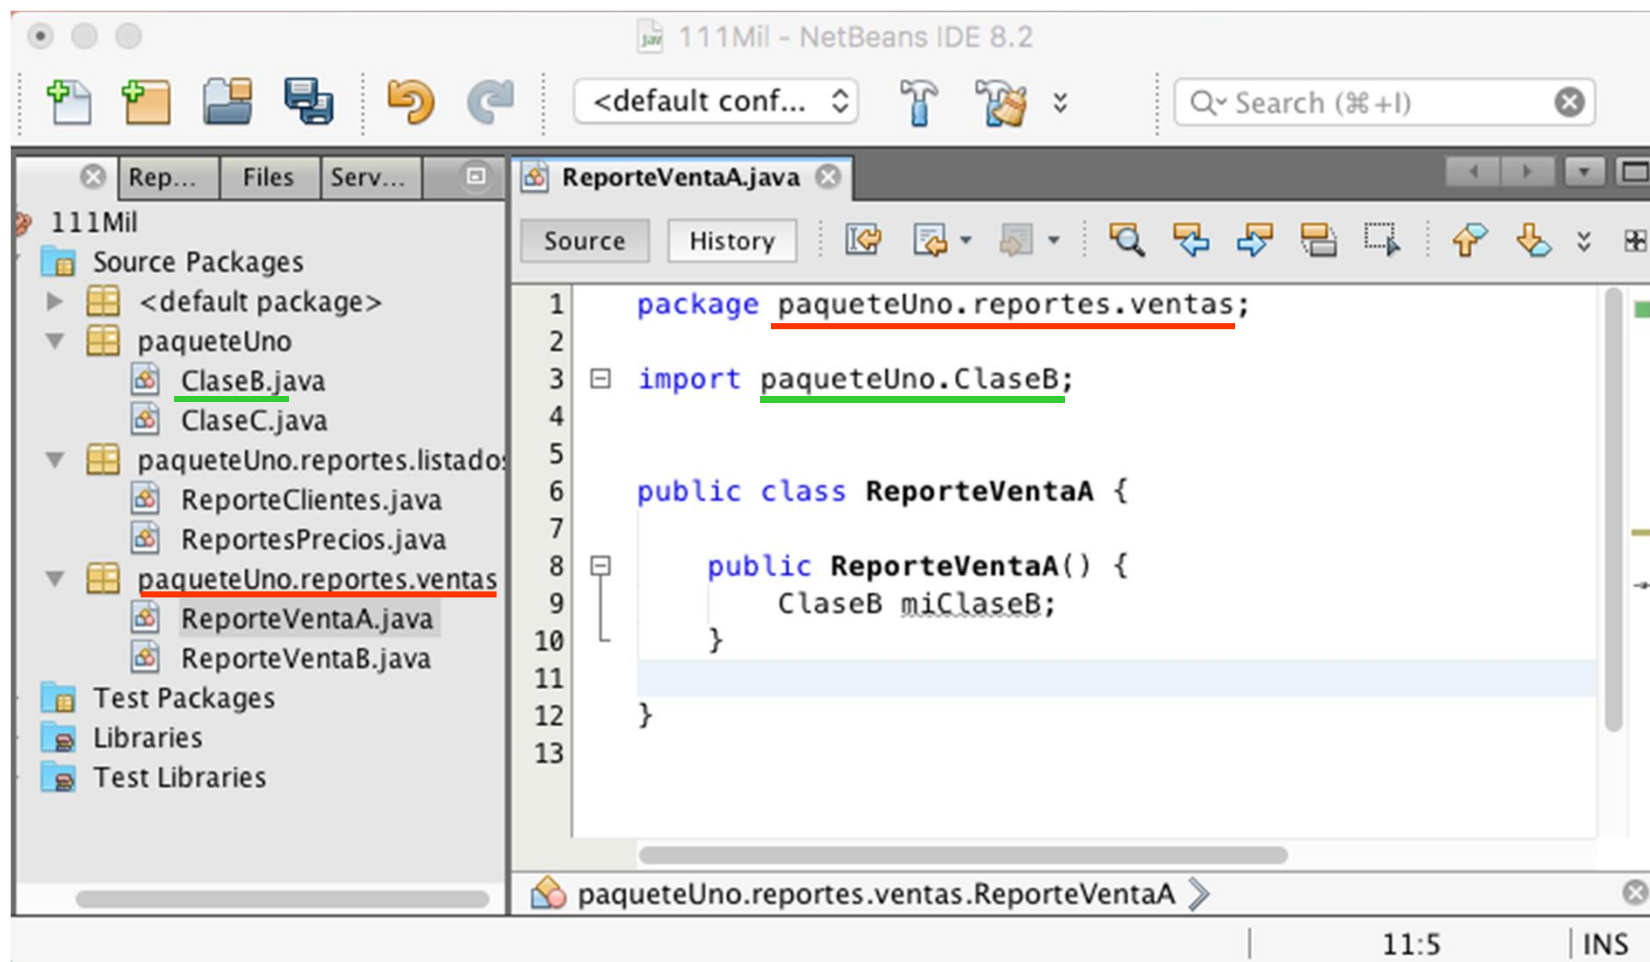 111Mil - NetBeans IDE 8.2
<default conf...
Search (⌘+I)
Rep...
Files
Serv...
ReporteVentaA.java
111Mil
Source Packages
<default package>
paqueteUno
ClaseB.java
ClaseC.java
paqueteUno.reportes.listados
ReporteClientes.java
ReportesPrecios.java
paqueteUno.reportes.ventas
ReporteVentaA.java
ReporteVentaB.java
Test Packages
Libraries
Test Libraries
Source
History
1 package paqueteUno.reportes.ventas;
2
3 import paqueteUno.ClaseB;
4
5
6 public class ReporteVentaA {
7
8 public ReporteVentaA() {
9 ClaseB miClaseB;
10 }
11
12 }
13
paqueteUno.reportes.ventas.ReporteVentaA
11:5
INS